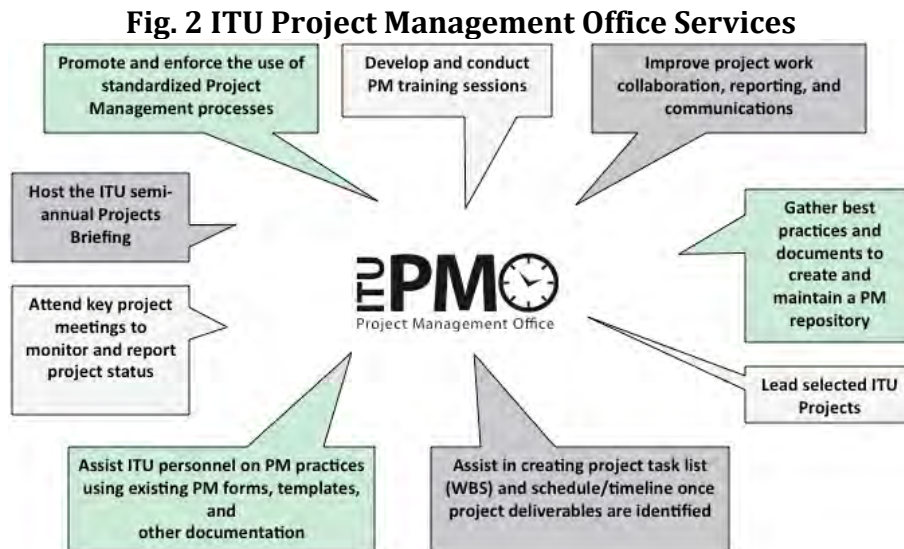 Fig. 2 ITU Project Management Office Services
Promote and enforce the use of
standardized Project
Management processes
Develop and conduct
PM training sessions
Improve project work
collaboration, reporting, and
communications
Host the ITU semi-
annual Projects
Briefing
Gather best
practices and
documents to
create and
maintain a PM
repository
ITU PMO
Project Management Office
Attend key project
meetings to
monitor and report
project status
Lead selected ITU
Projects
Assist ITU personnel on PM practices
using existing PM forms, templates,
and
other documentation
Assist in creating project task list
(WBS) and schedule/timeline once
project deliverables are identified